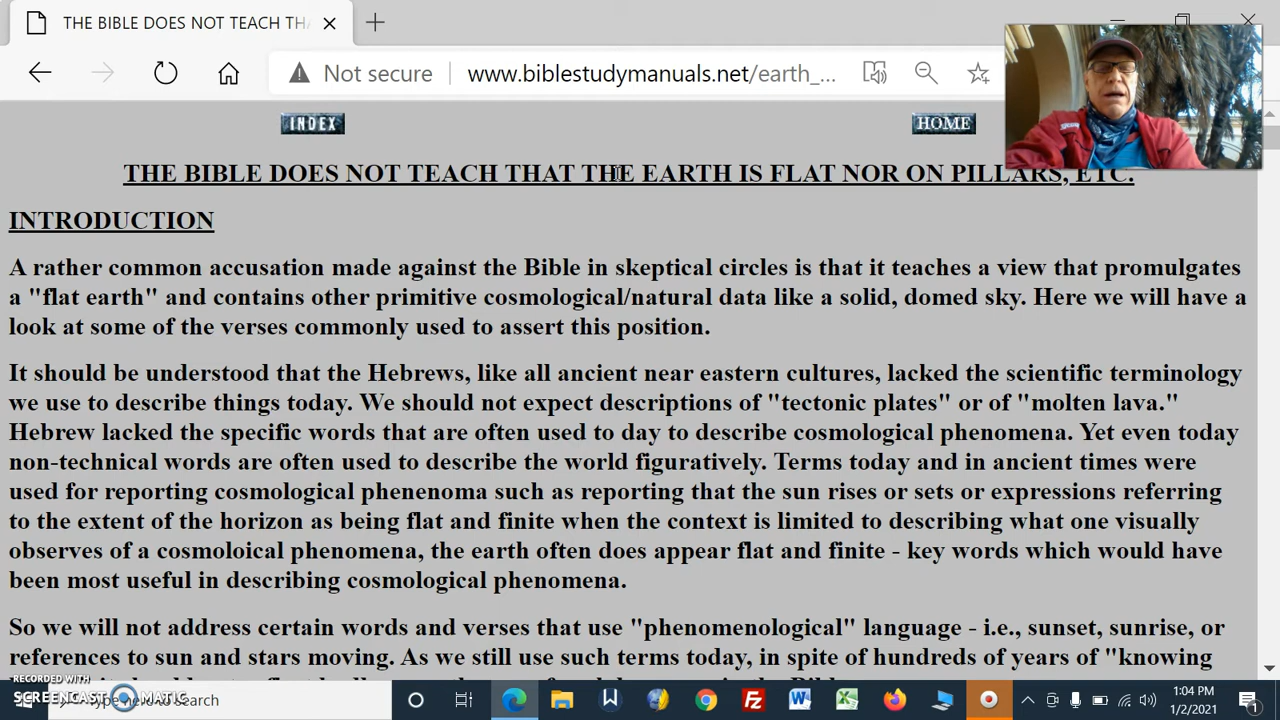 THE BIBLE DOES NOT TEACH THA
Not secure
www.biblestudymanuals.net/earth_...
INDEX
HOME
THE BIBLE DOES NOT TEACH THAT THE EARTH IS FLAT NOR ON PILLARS, ETC.
INTRODUCTION
A rather common accusation made against the Bible in skeptical circles is that it teaches a view that promulgates
a "flat earth" and contains other primitive cosmological/natural data like a solid, domed sky. Here we will have a
look at some of the verses commonly used to assert this position.
It should be understood that the Hebrews, like all ancient near eastern cultures, lacked the scientific terminology
we use to describe things today. We should not expect descriptions of "tectonic plates" or of "molten lava."
Hebrew lacked the specific words that are often used to day to describe cosmological phenomena. Yet even today
non-technical words are often used to describe the world figuratively. Terms today and in ancient times were
used for reporting cosmological phenenoma such as reporting that the sun rises or sets or expressions referring
to the extent of the horizon as being flat and finite when the context is limited to describing what one visually
observes of a cosmoloical phenomena, the earth often does appear flat and finite - key words which would have
been most useful in describing cosmological phenomena.
So we will not address certain words and verses that use "phenomenological" language - i.e., sunset, sunrise, or
references to sun and stars moving. As we still use such terms today, in spite of hundreds of years of "knowing
RECORDED WITH
SCREENCAST MATIC
Type here to search
1:04 PM
1/2/2021
1